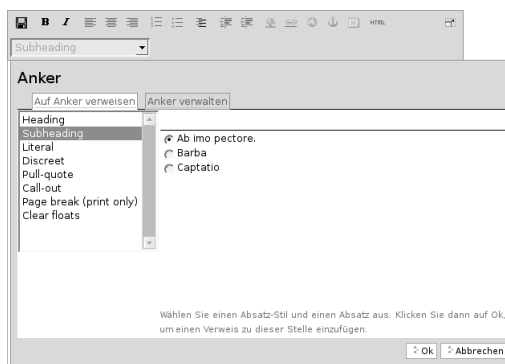 B I HTML
Subheading
Anker
Auf Anker verweisen Anker verwalten
Heading
Subheading
Literal
Discreet
Pull-quote
Call-out
Page break (print only)
Clear floats
Ab imo pectore.
Barba
Captatio
Wählen Sie einen Absatz-Stil und einen Absatz aus. Klicken Sie dann auf Ok,
um einen Verweis zu dieser Stelle einzufügen.
Ok Abbrechen